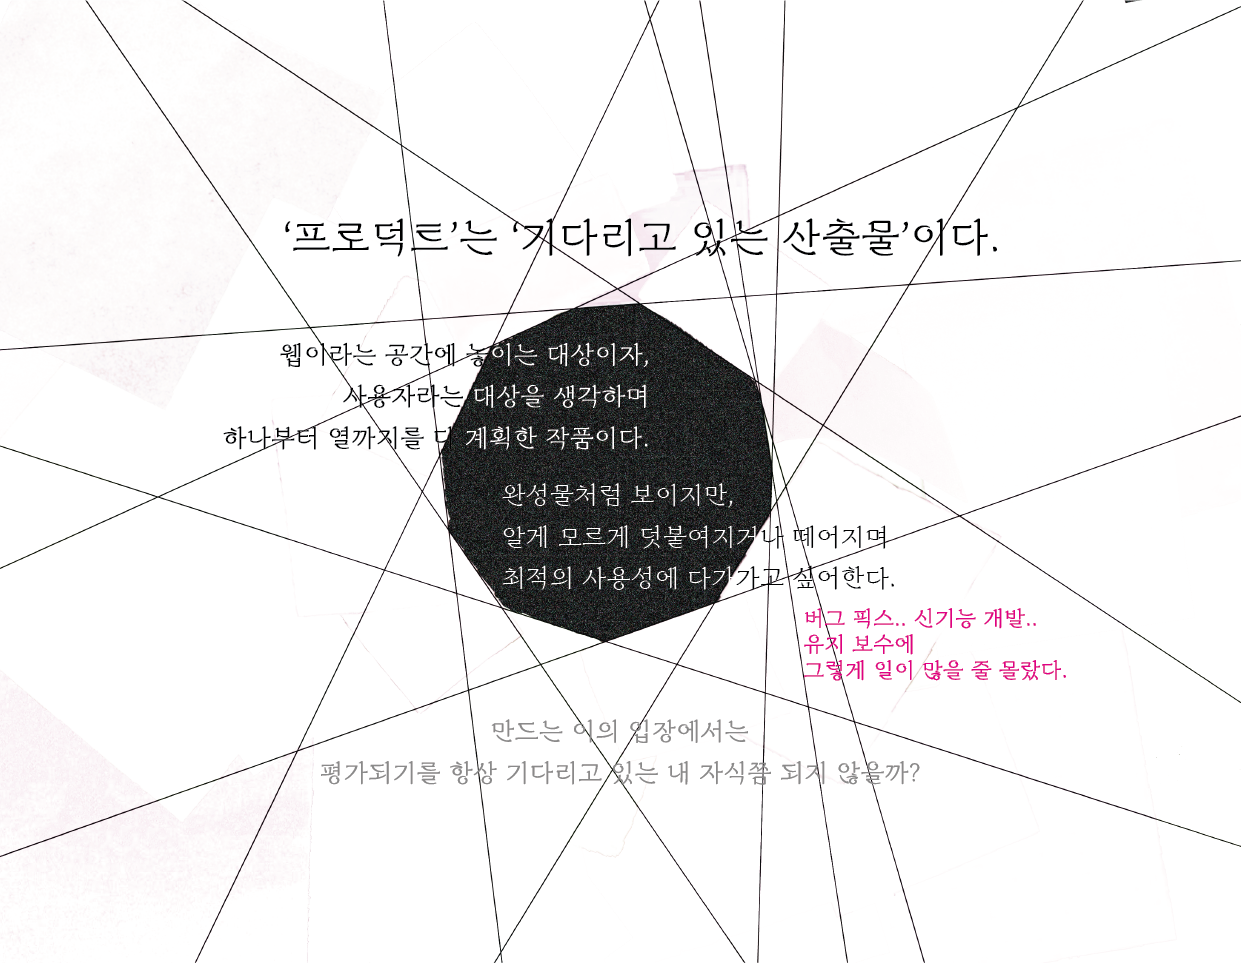 ‘프로덕트’는 ‘기다리고 있는 산출물’이다.
웹이라는 공간에 놓이는 대상이자,
사용자라는 대상을 생각하며
하나부터 열까지를 다 계획한 작품이다.
완성물처럼 보이지만,
알게 모르게 덧붙여지거나 떼어지며
최적의 사용성에 다가가고 싶어한다.
버그 픽스.. 신기능 개발..
유지 보수에
그렇게 일이 많을 줄 몰랐다.
만드는 이의 입장에서는
평가되기를 항상 기다리고 있는 내 자식쯤 되지 않을까?